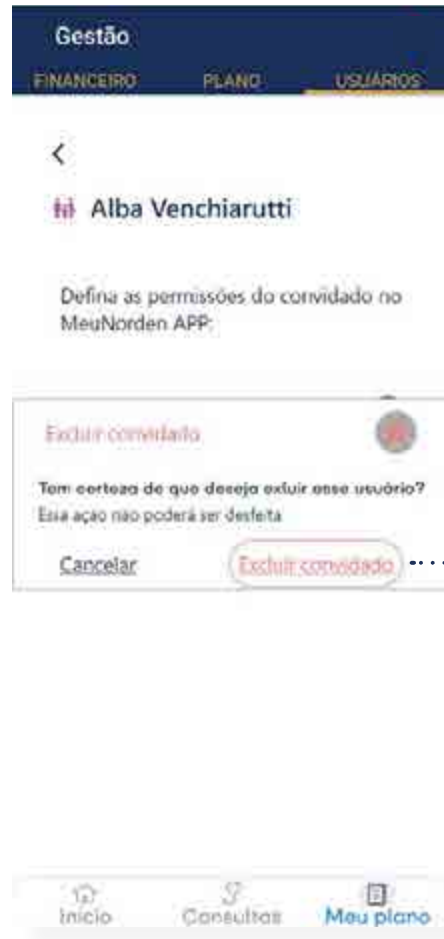 Gestão
FINANCEIRO PLANO USUÁRIOS
Alba Venchiarutti
Defina as permissões do convidado no
MeuNorden APP:
Excluir convidado
Tem certeza de que deseja exluir esse usuário?
Essa ação não poderá ser desfeita
Cancelar Excluir convidado
Início Consultas Meu plano